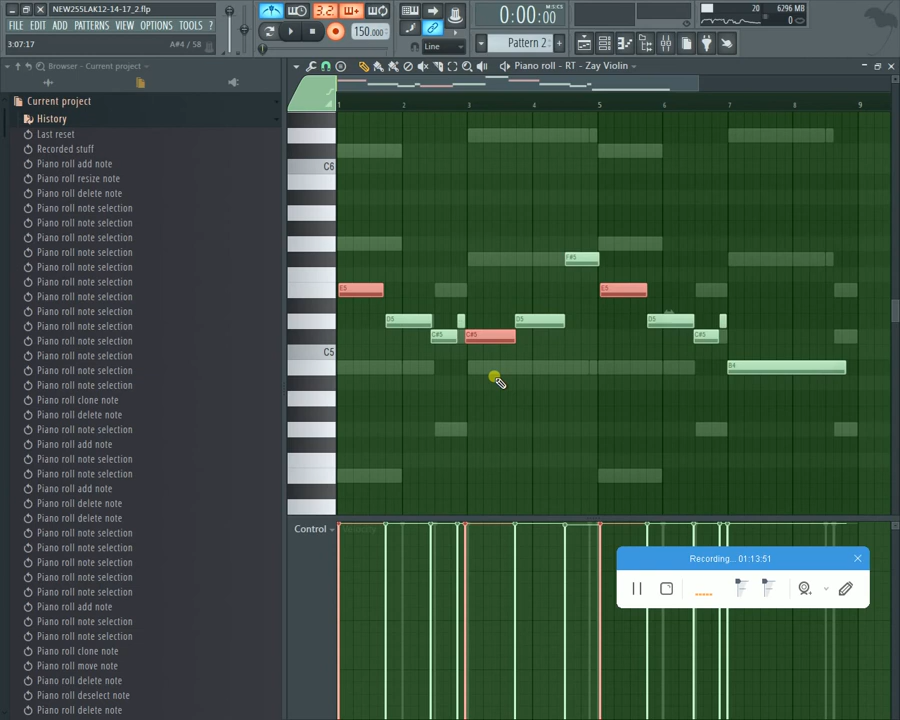 NEW25SLAK12-14-17_2.flp
FILE EDIT ADD PATTERNS VIEW OPTIONS TOOLS ?
3:07:17 A#4 / 58
3.2
150.000
Line
0:00:00
M:S:CS
Pattern 2
20 6296 MB
0
Browser - Current project
Piano roll - RT - Zay Violin
Current project
History
Last reset
Recorded stuff
Piano roll add note
Piano roll resize note
Piano roll delete note
Piano roll note selection
Piano roll note selection
Piano roll note selection
Piano roll note selection
Piano roll note selection
Piano roll note selection
Piano roll note selection
Piano roll note selection
Piano roll note selection
Piano roll note selection
Piano roll note selection
Piano roll note selection
Piano roll note selection
Piano roll clone note
Piano roll delete note
Piano roll note selection
Piano roll add note
Piano roll note selection
Piano roll note selection
Piano roll add note
Piano roll delete note
Piano roll delete note
Piano roll note selection
Piano roll note selection
Piano roll note selection
Piano roll note selection
Piano roll note selection
Piano roll add note
Piano roll note selection
Piano roll note selection
Piano roll clone note
Piano roll move note
Piano roll delete note
Piano roll deselect note
Piano roll delete note
1 2 3 4 5 6 7 8 9
C6
F#5
E5 E5
D5 D5 D5
C#5 C#5 C#5
C5
B4
Control
Recording... 01:13:51